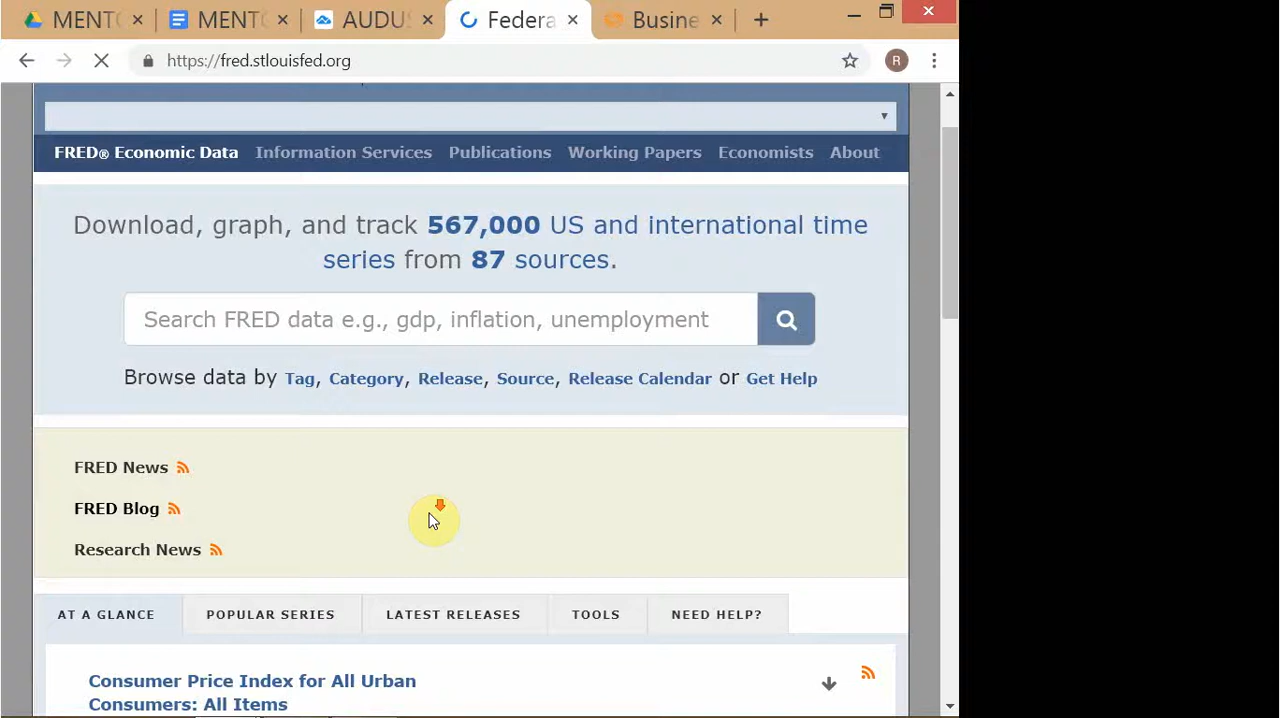 MENTO
MENTO
AUDUS
Federa
Busine
https://fred.stlouisfed.org
R
FRED® Economic Data Information Services Publications Working Papers Economists About
Download, graph, and track 567,000 US and international time
series from 87 sources.
Search FRED data e.g., gdp, inflation, unemployment
Browse data by Tag, Category, Release, Source, Release Calendar or Get Help
FRED News
FRED Blog
Research News
AT A GLANCE POPULAR SERIES LATEST RELEASES TOOLS NEED HELP?
Consumer Price Index for All Urban
Consumers: All Items